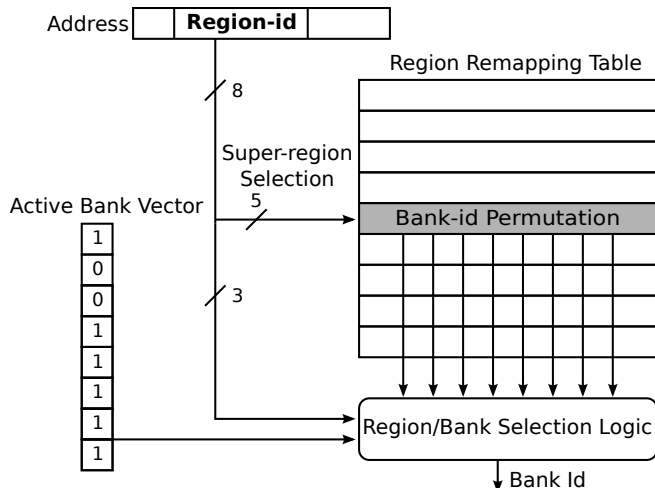 Address
Region-id
8
Region Remapping Table
Super-region
Selection
5
Active Bank Vector
Bank-id Permutation
1
0
0
1
1
1
1
1
3
Region/Bank Selection Logic
Bank Id